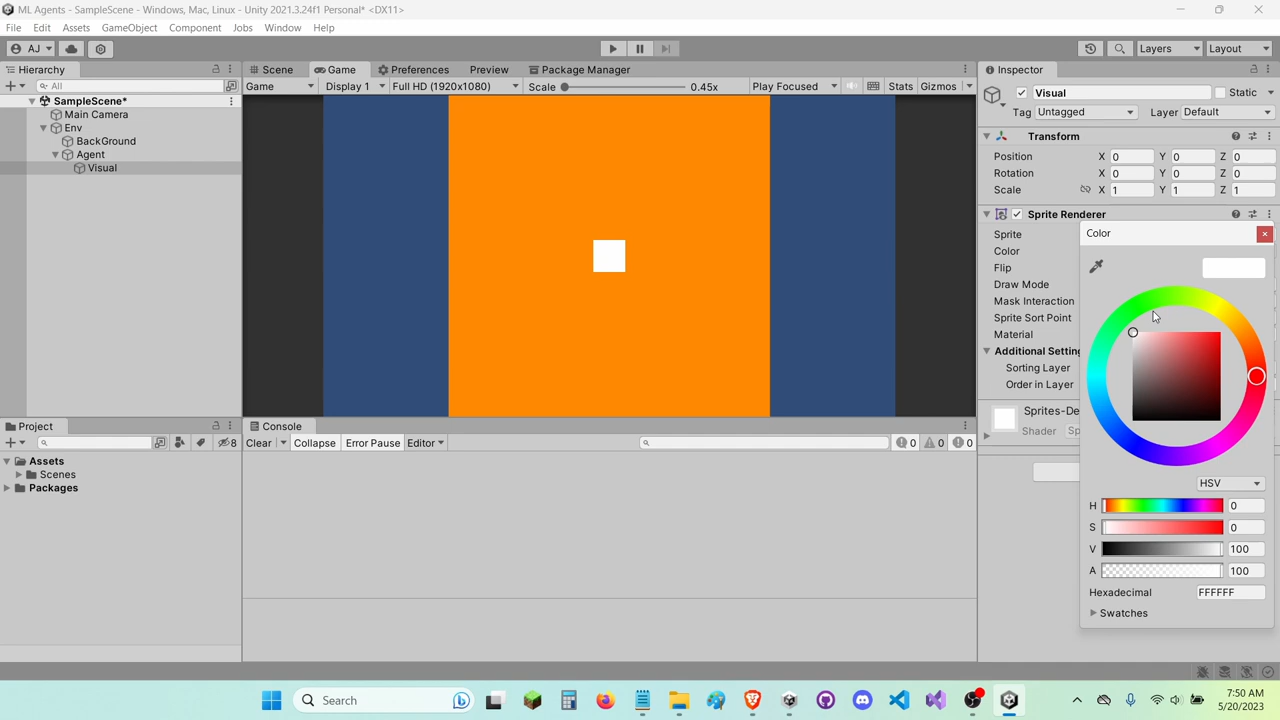 ML Agents - SampleScene - Windows, Mac, Linux - Unity 2021.3.24f1 Personal* <DX11>
File Edit Assets GameObject Component Jobs Window Help
AJ Layers Layout
Hierarchy Scene Game Preferences Preview Package Manager Inspector
All Game Display 1 Full HD (1920x1080) Scale 0.45x Play Focused Stats Gizmos Visual Static
SampleScene*
Tag Untagged Layer Default
Main Camera
Env
Transform
BackGround
Agent
Position X 0 Y 0 Z 0
Visual
Rotation X 0 Y 0 Z 0
Scale X 1 Y 1 Z 1
Sprite Renderer
Sprite
Color
Color
Flip
Draw Mode
Mask Interaction
Sprite Sort Point
Material
Additional Setting
Sorting Layer
Order in Layer
Sprites-De
Shader Sp
Project Console
8 Clear Collapse Error Pause Editor 0 0 0
Assets
Scenes
Packages
HSV
H 0
S 0
V 100
A 100
Hexadecimal FFFFFF
Swatches
Search
7:50 AM
5/20/2023